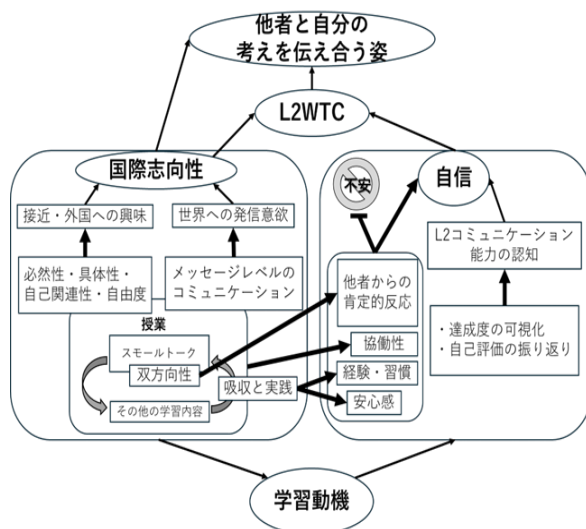 他者と自分の
考えを伝え合う姿
L2WTC
国際志向性
不安
自信
接近・外国への興味
世界への発信意欲
L2コミュニケーション
能力の認知
必然性・具体性・
自己関連性・自由度
メッセージレベルの
コミュニケーション
他者からの
肯定的反応
授業
スモールトーク
双方向性
協働性
・達成度の可視化
・自己評価の振り返り
吸収と実践
経験・習慣
その他の学習内容
安心感
学習動機